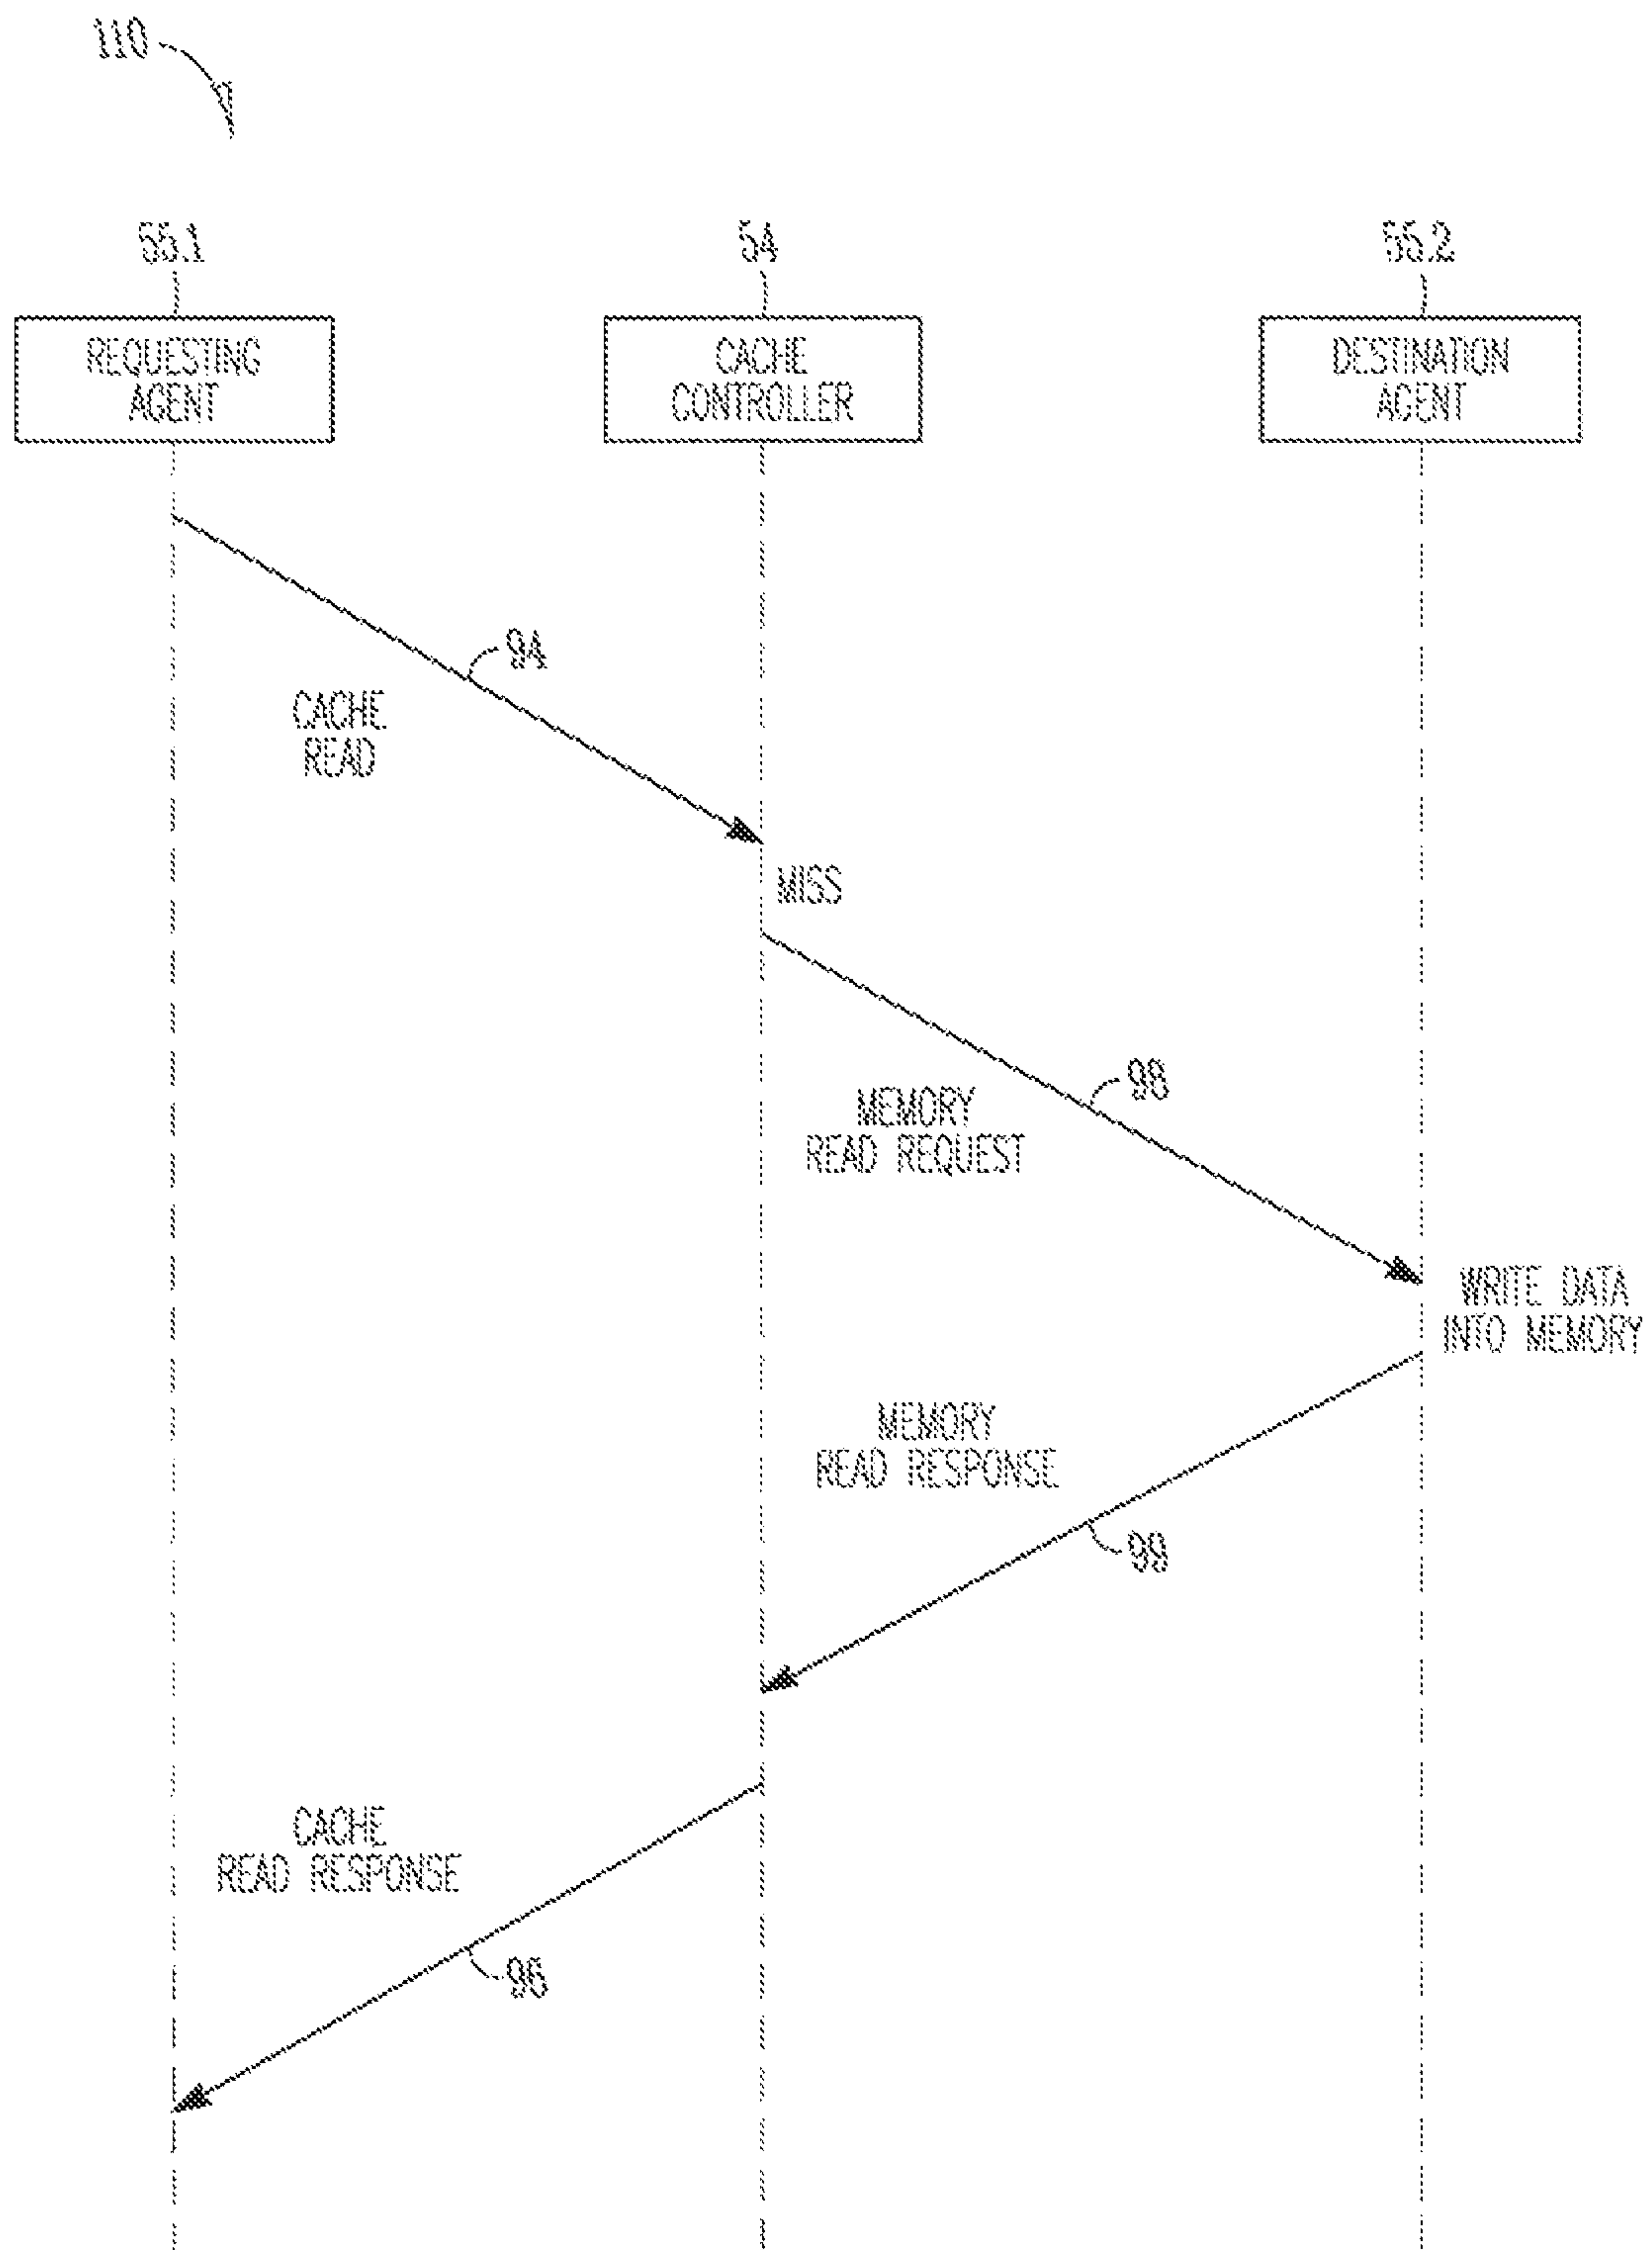 110
55.1
54
55.2
REQUESTING
AGENT
CACHE
CONTROLLER
DESTINATION
AGENT
94
CACHE
READ
MISS
98
MEMORY
READ REQUEST
WRITE DATA
INTO MEMORY
MEMORY
READ RESPONSE
99
CACHE
READ RESPONSE
96